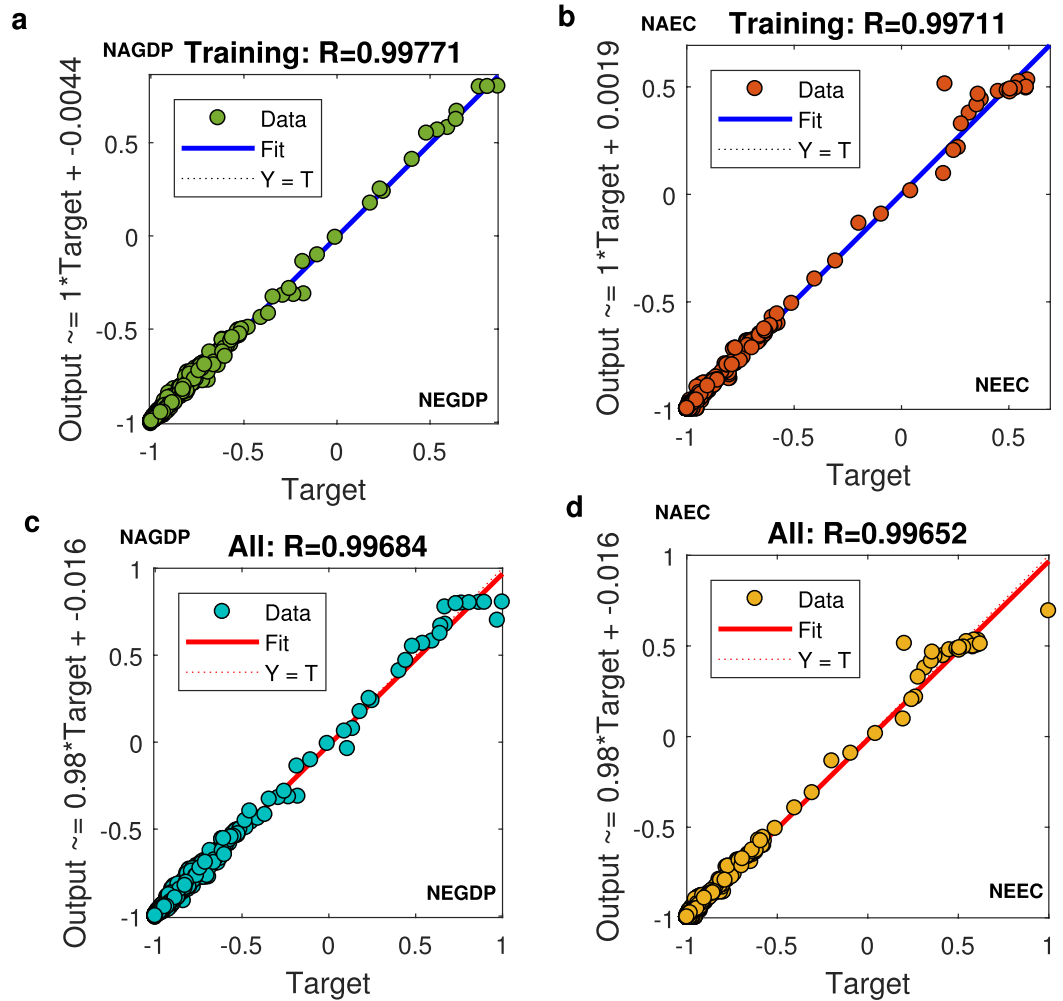 a
NAGDP
Training: R=0.99771
Output ~= 1*Target + -0.0044
Data
Fit
Y = T
0.5
0
-0.5
-1
-1 -0.5 0 0.5
NEGDP
Target
b
NAEC
Training: R=0.99711
Output ~= 1*Target + 0.00019
Data
Fit
Y = T
0.5
0
-0.5
-1
-1 -0.5 0 0.5
NEEC
Target
c
NAGDP
All: R=0.99684
Output ~= 0.98*Target + -0.016
Data
Fit
Y = T
1
0.5
0
-0.5
-1
-1 -0.5 0 0.5 1
NEGDP
Target
d
NAEC
All: R=0.99652
Output ~= 0.98*Target + -0.016
Data
Fit
Y = T
1
0.5
0
-0.5
-1
-1 -0.5 0 0.5 1
NEEC
Target